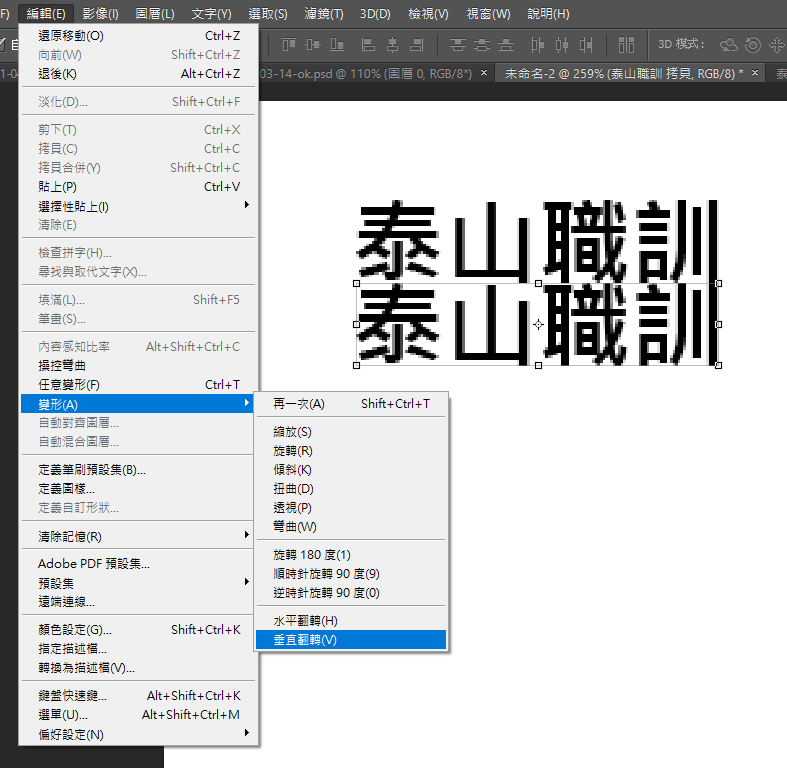 F) 編輯(E) 影像(I) 圖層(L) 文字(Y) 選取(S) 濾鏡(T) 3D(D) 檢視(V) 視窗(W) 說明(H)
3D 模式:
03-14-ok.psd @ 110% (圖層 0, RGB/8*) × 未命名-2 @ 259% (泰山職訓 拷貝, RGB/8) * × 泰
還原移動(O) Ctrl+Z
向前(W) Shift+Ctrl+Z
退後(K) Alt+Ctrl+Z
淡化(D)... Shift+Ctrl+F
剪下(T) Ctrl+X
拷貝(C) Ctrl+C
拷貝合併(Y) Shift+Ctrl+C
貼上(P) Ctrl+V
選擇性貼上(I)
清除(E)
檢查拼字(H)...
尋找與取代文字(X)...
填滿(L)... Shift+F5
筆畫(S)...
內容感知比率 Alt+Shift+Ctrl+C
操控彎曲
任意變形(F) Ctrl+T
變形(A)
自動對齊圖層...
自動混合圖層...
定義筆刷預設集(B)...
定義圖樣...
定義自訂形狀...
清除記憶(R)
Adobe PDF 預設集...
預設集
遠端連線...
顏色設定(G)... Shift+Ctrl+K
指定描述檔...
轉換為描述檔(V)...
鍵盤快速鍵... Alt+Shift+Ctrl+K
選單(U)... Alt+Shift+Ctrl+M
偏好設定(N)
再一次(A) Shift+Ctrl+T
縮放(S)
旋轉(R)
傾斜(K)
扭曲(D)
透視(P)
彎曲(W)
旋轉 180 度(1)
順時針旋轉 90 度(9)
逆時針旋轉 90 度(0)
水平翻轉(H)
垂直翻轉(V)
泰山職訓
泰山職訓